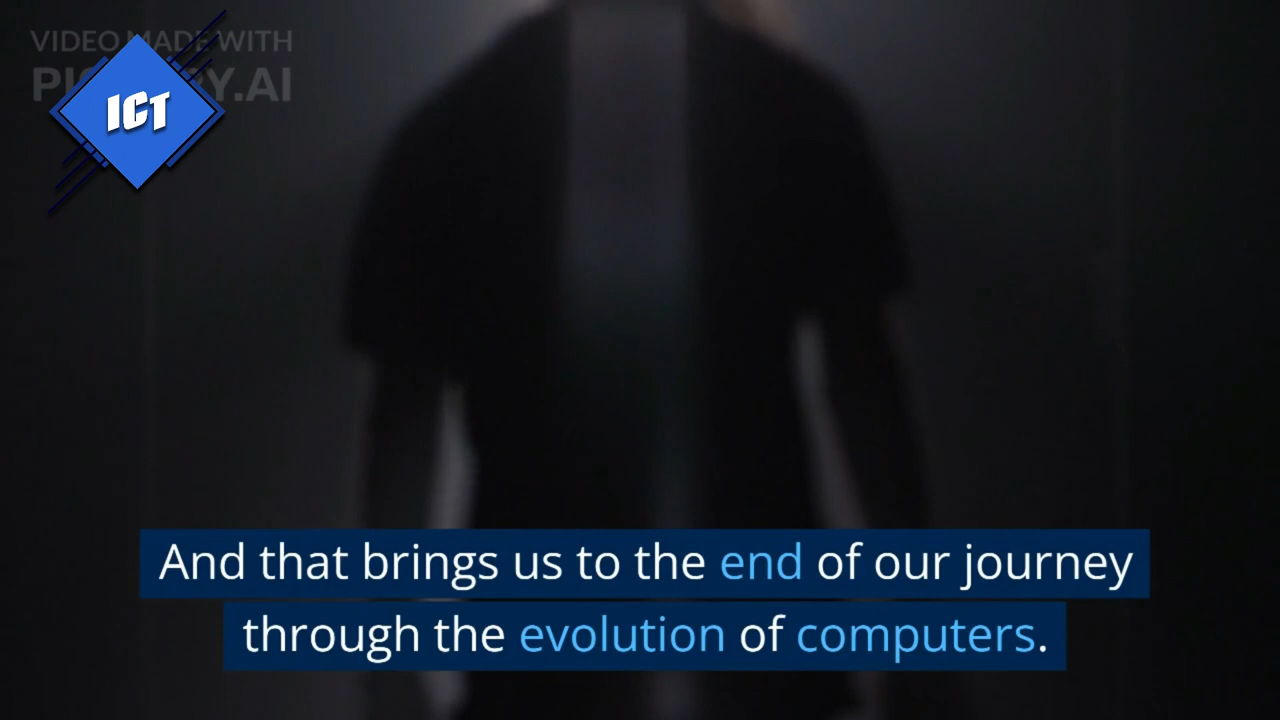 VIDEO MADE WITH
ICT
And that brings us to the end of our journey
through the evolution of computers.